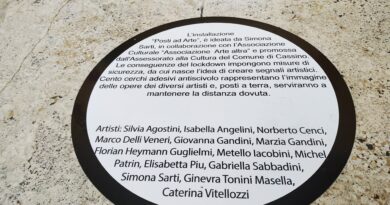 L'installazione
"Posti ad Arte", è ideata da Simona
Sarti, in collaborazione con l'Associazione
Culturale "Associazione Arte altro" e promossa
dall'Assessorato alla Cultura del Comune di Cassino.
Le conseguenze del lockdown impongono misure di
sicurezza, da cui nasce l'idea di creare segnali artistici.
Cento cerchi adesivi antiscivolo rappresentano l'immagine
delle opere dei diversi artisti e, posti a terra, serviranno a
mantenere la distanza dovuta.
Artisti: Silvia Agostini, Isabella Angelini, Norberto Cenci,
Marco Delli Veneri, Giovanna Gandini, Marzia Gandini,
Florian Heymann Guglielmi, Metello Iacobini, Michel
Patrin, Elisabetta Piu, Gabriella Sabbadini,
Simona Sarti, Ginevra Tonini Masella,
Caterina Vitellozzi